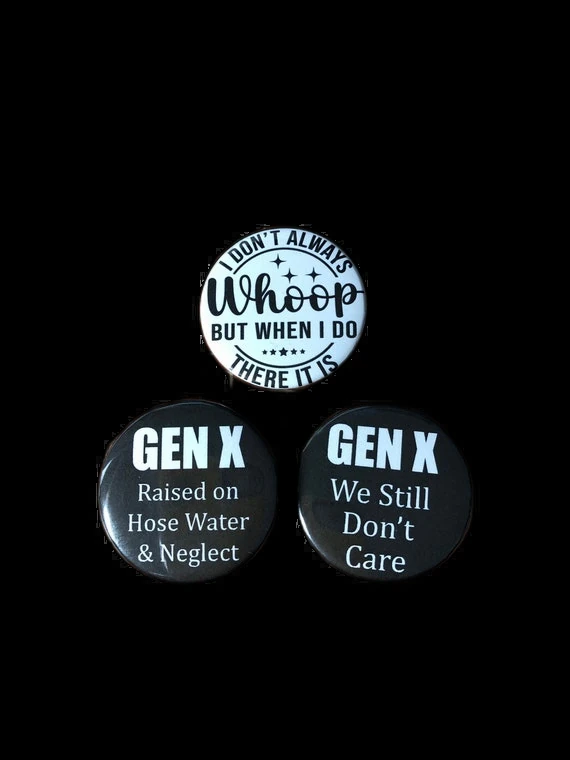 I DON'T ALWAYS
Whoop
BUT WHEN I DO
THERE IT IS
GEN X
Raised on
Hose Water
& Neglect
GEN X
We Still
Don't
Care